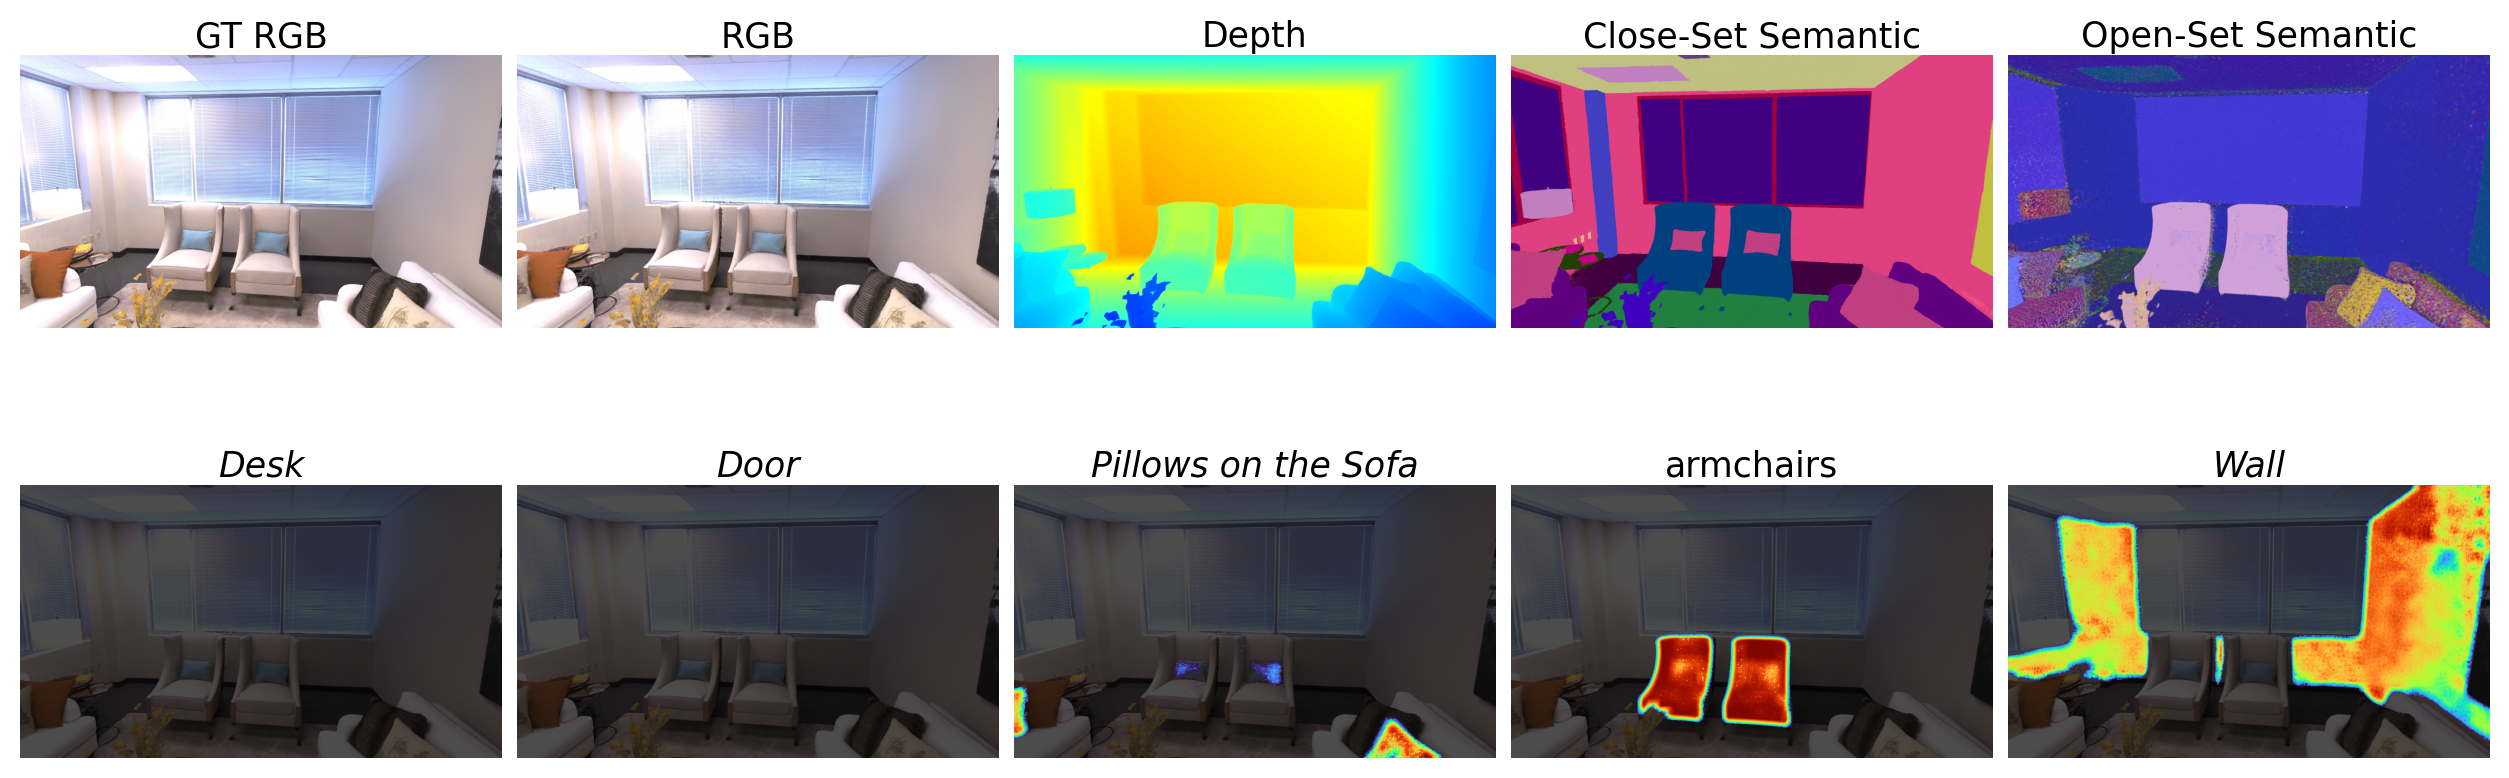 GT RGB
RGB
Depth
Close-Set Semantic
Open-Set Semantic
Desk
Door
Pillows on the Sofa
armchairs
Wall